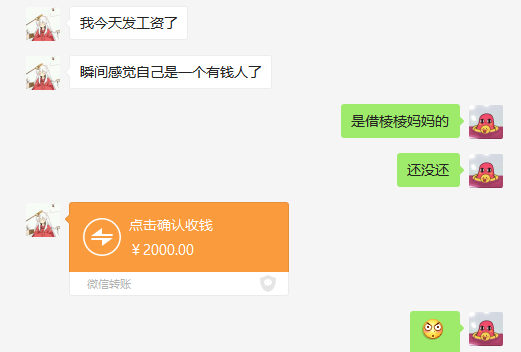 我今天发工资了
瞬间感觉自己是一个有钱人了
是借棱棱妈妈的
还没还
点击确认收钱
￥2000.00
微信转账